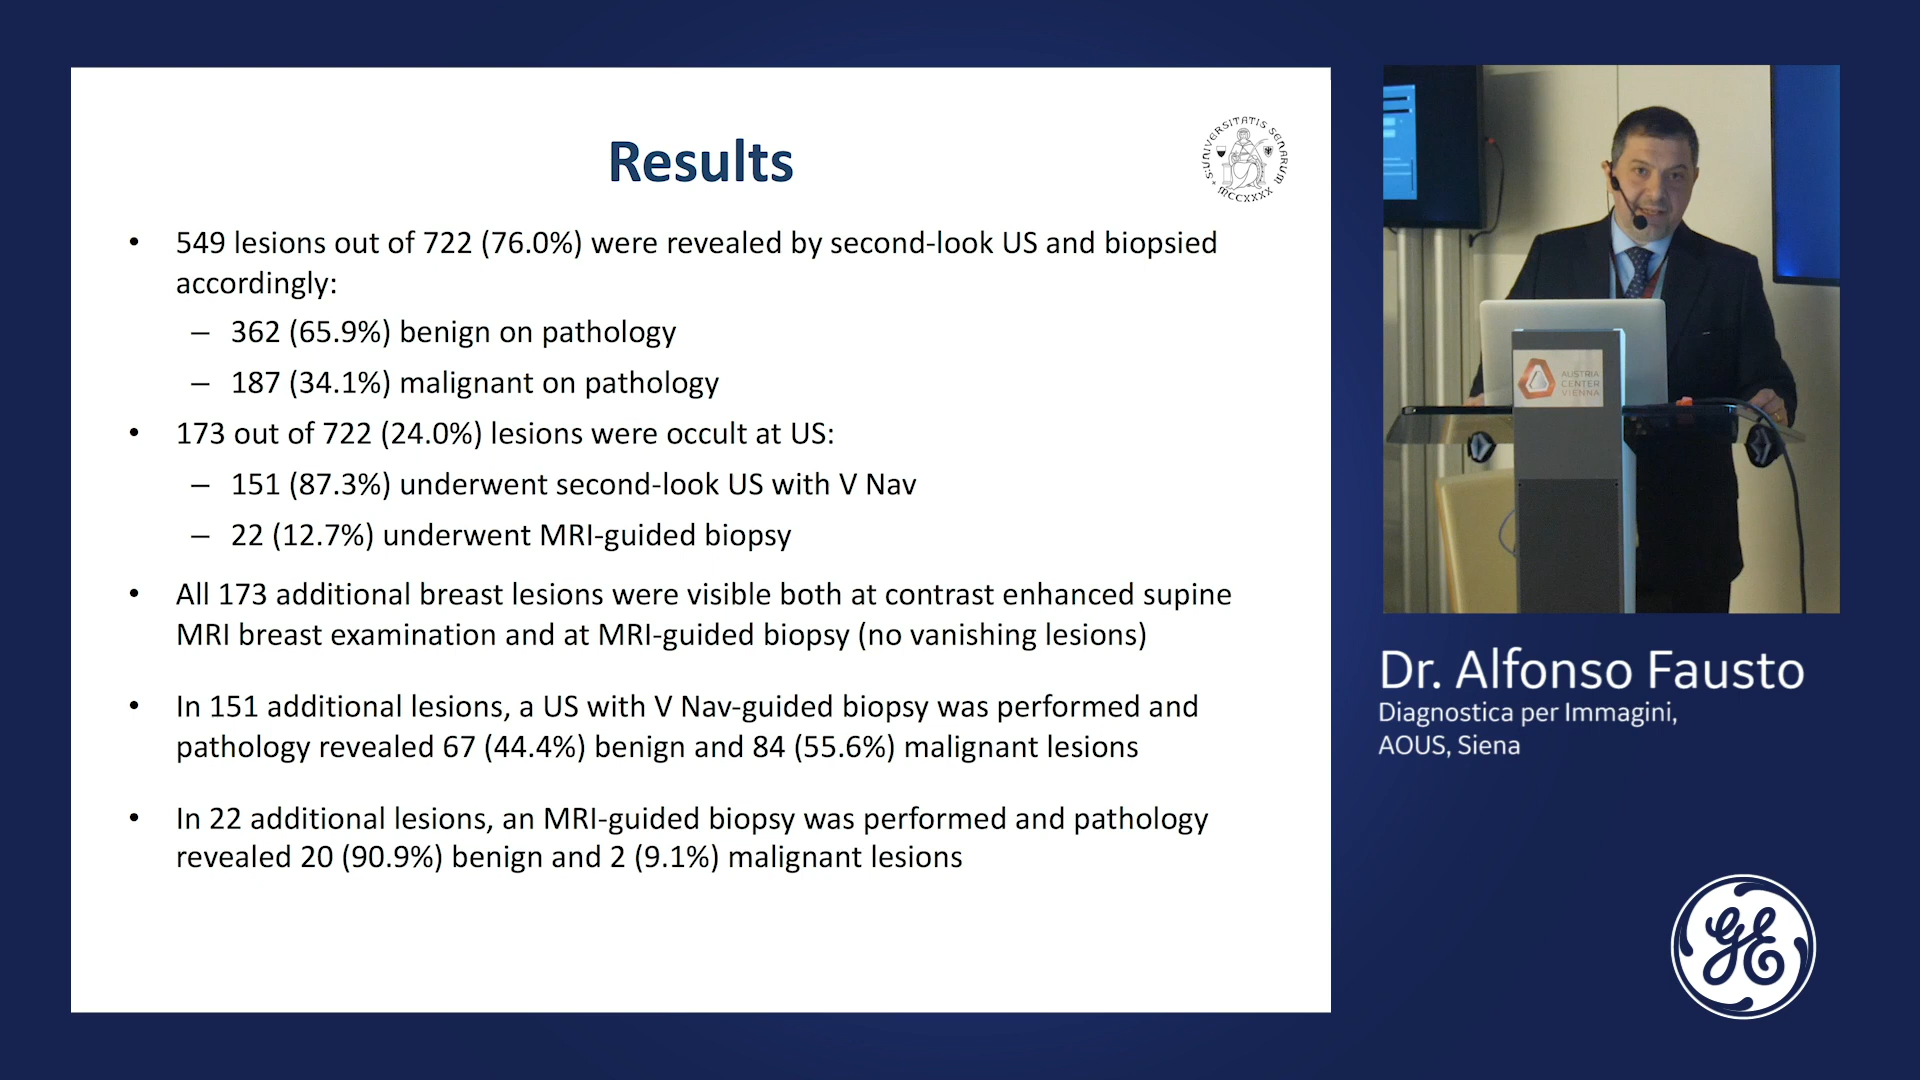 Results
S·UNIVERSITATIS SENARUM
MCCXXXX
• 549 lesions out of 722 (76.0%) were revealed by second-look US and biopsied
accordingly:
– 362 (65.9%) benign on pathology
– 187 (34.1%) malignant on pathology
• 173 out of 722 (24.0%) lesions were occult at US:
– 151 (87.3%) underwent second-look US with V Nav
– 22 (12.7%) underwent MRI-guided biopsy
• All 173 additional breast lesions were visible both at contrast enhanced supine
MRI breast examination and at MRI-guided biopsy (no vanishing lesions)
• In 151 additional lesions, a US with V Nav-guided biopsy was performed and
pathology revealed 67 (44.4%) benign and 84 (55.6%) malignant lesions
• In 22 additional lesions, an MRI-guided biopsy was performed and pathology
revealed 20 (90.9%) benign and 2 (9.1%) malignant lesions
AUSTRIA
CENTER
VIENNA
Dr. Alfonso Fausto
Diagnostica per Immagini,
AOUS, Siena
GE